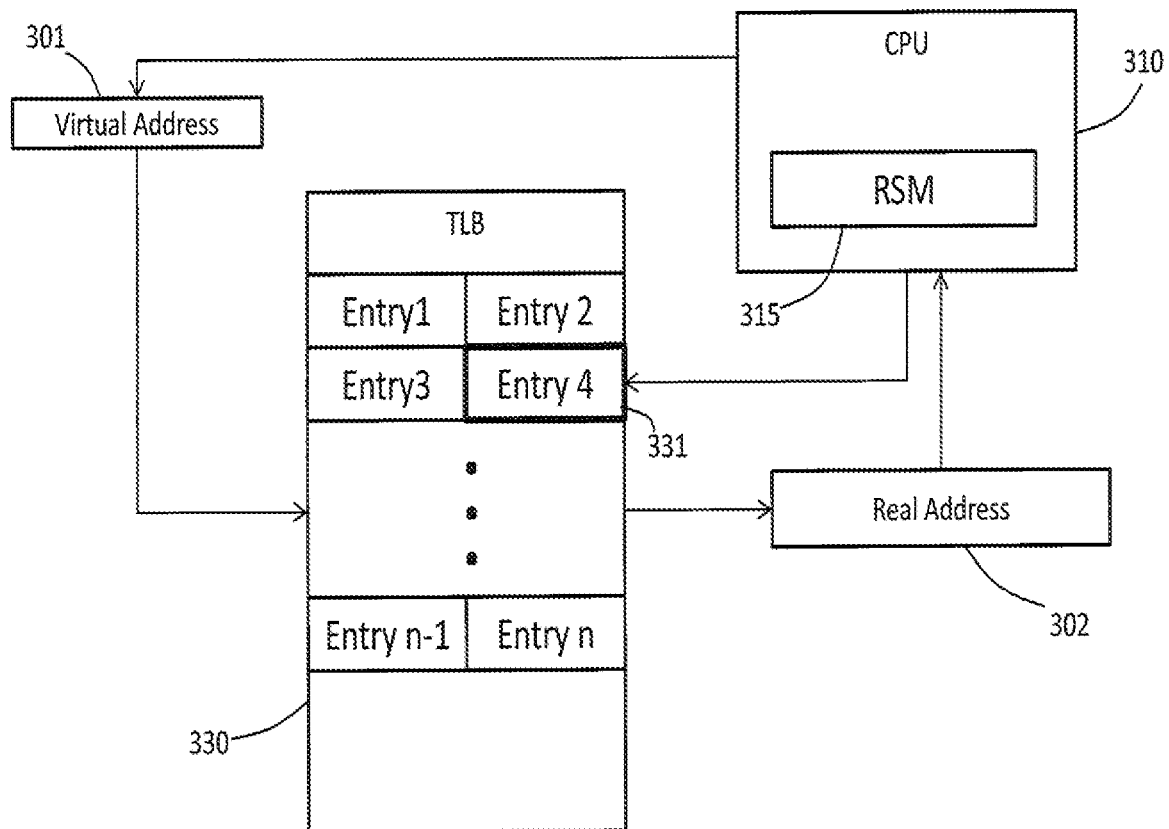 301
CPU
310
Virtual Address
RSM
TLB
315
Entry1
Entry 2
Entry3
Entry 4
331
Real Address
Entry n-1
Entry n
302
330